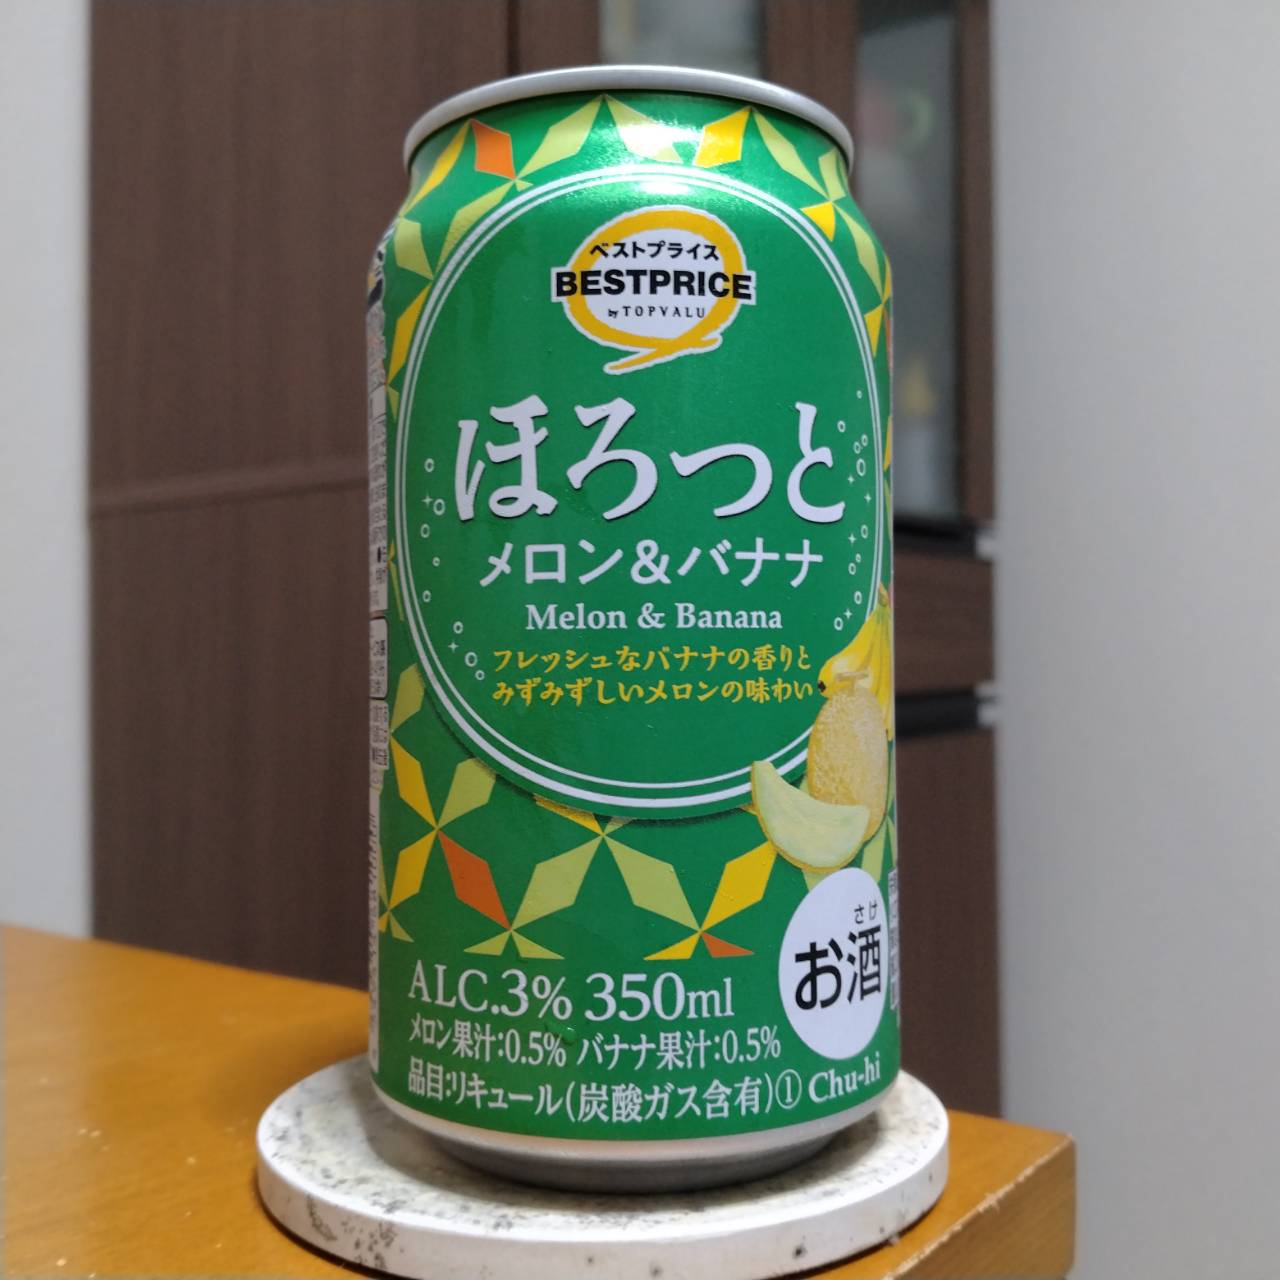 ベストプライス
BESTPRICE
by TOPVALU
ほろっと
メロン&バナナ
Melon & Banana
フレッシュなバナナの香りと
みずみずしいメロンの味わい
さけ
お酒
ALC.3% 350ml
メロン果汁:0.5% バナナ果汁:0.5%
品目:リキュール(炭酸ガス含有)① Chu-hi